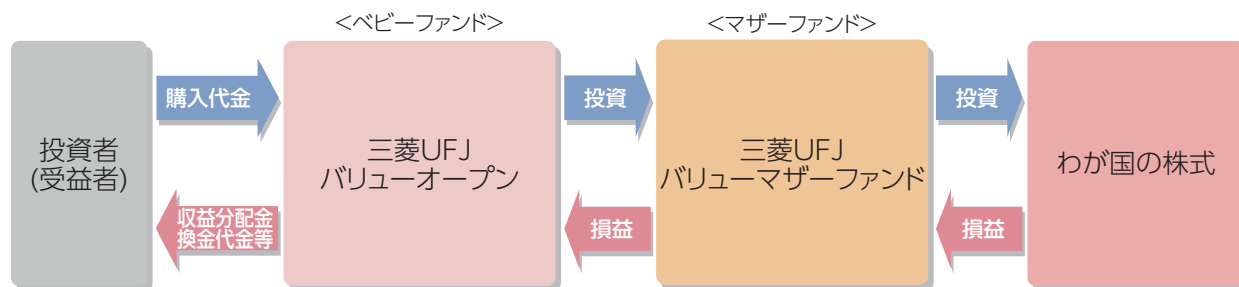 ＜ベビーファンド＞
＜マザーファンド＞
投資者
(受益者)
購入代金
収益分配金
換金代金等
三菱UFJ
バリューオープン
投資
損益
三菱UFJ
バリューマザーファンド
投資
損益
わが国の株式